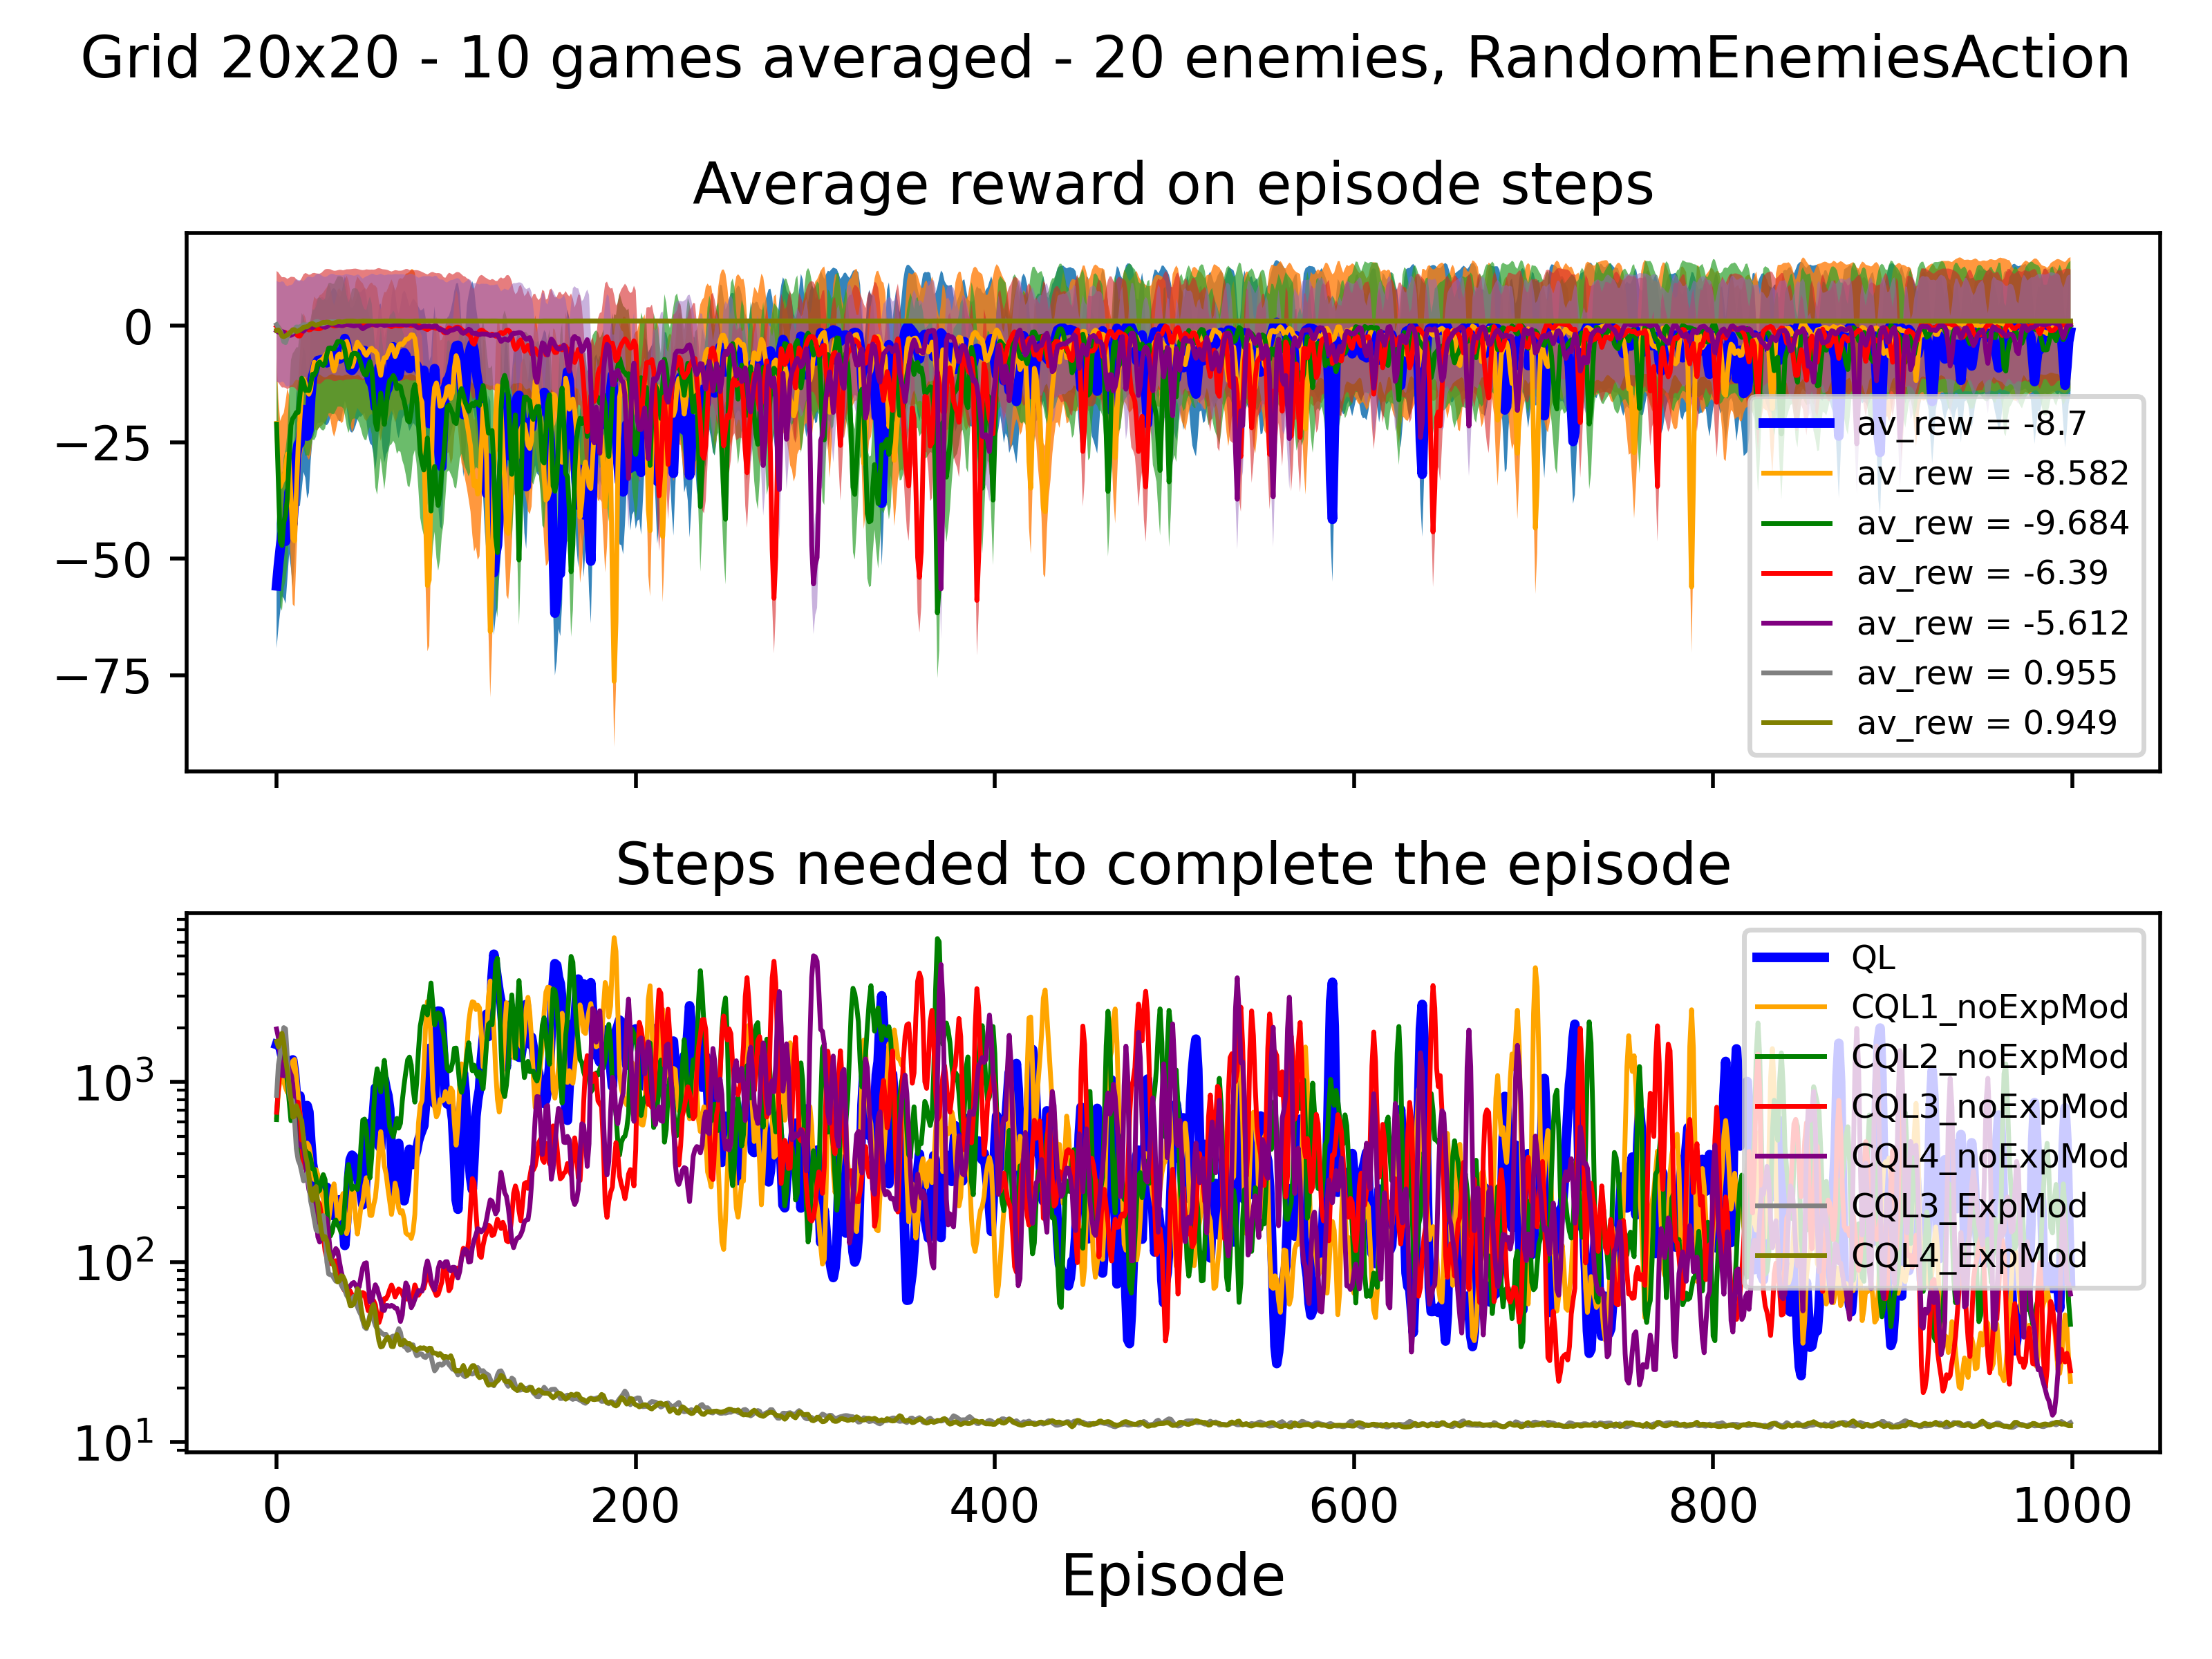 Grid 20x20 - 10 games averaged - 20 enemies, RandomEnemiesAction
Average reward on episode steps
0
−25
−50
−75
av_rew = -8.7
av_rew = -8.582
av_rew = -9.684
av_rew = -6.39
av_rew = -5.612
av_rew = 0.955
av_rew = 0.949
Steps needed to complete the episode
10³
10²
10¹
QL
CQL1_noExpMod
CQL2_noExpMod
CQL3_noExpMod
CQL4_noExpMod
CQL3_ExpMod
CQL4_ExpMod
0 200 400 600 800 1000
Episode